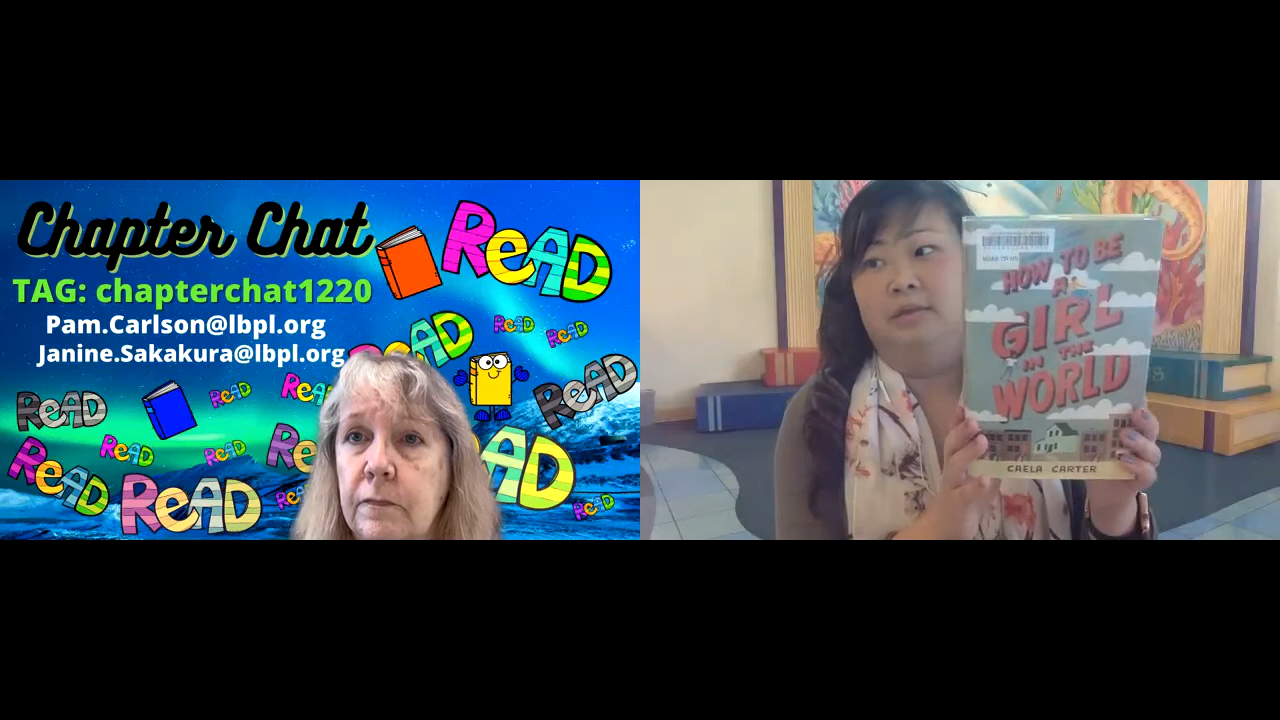 Chapter Chat
TAG: chapterchat1220
Pam.Carlson@lbpl.org
Janine.Sakakura@lbpl.org
READ
READ
READ
READ
READ
READ
READ
READ
READ
READ
READ
READ
READ
HOW TO BE
A
GIRL
IN THE
WORLD
CAELA CARTER